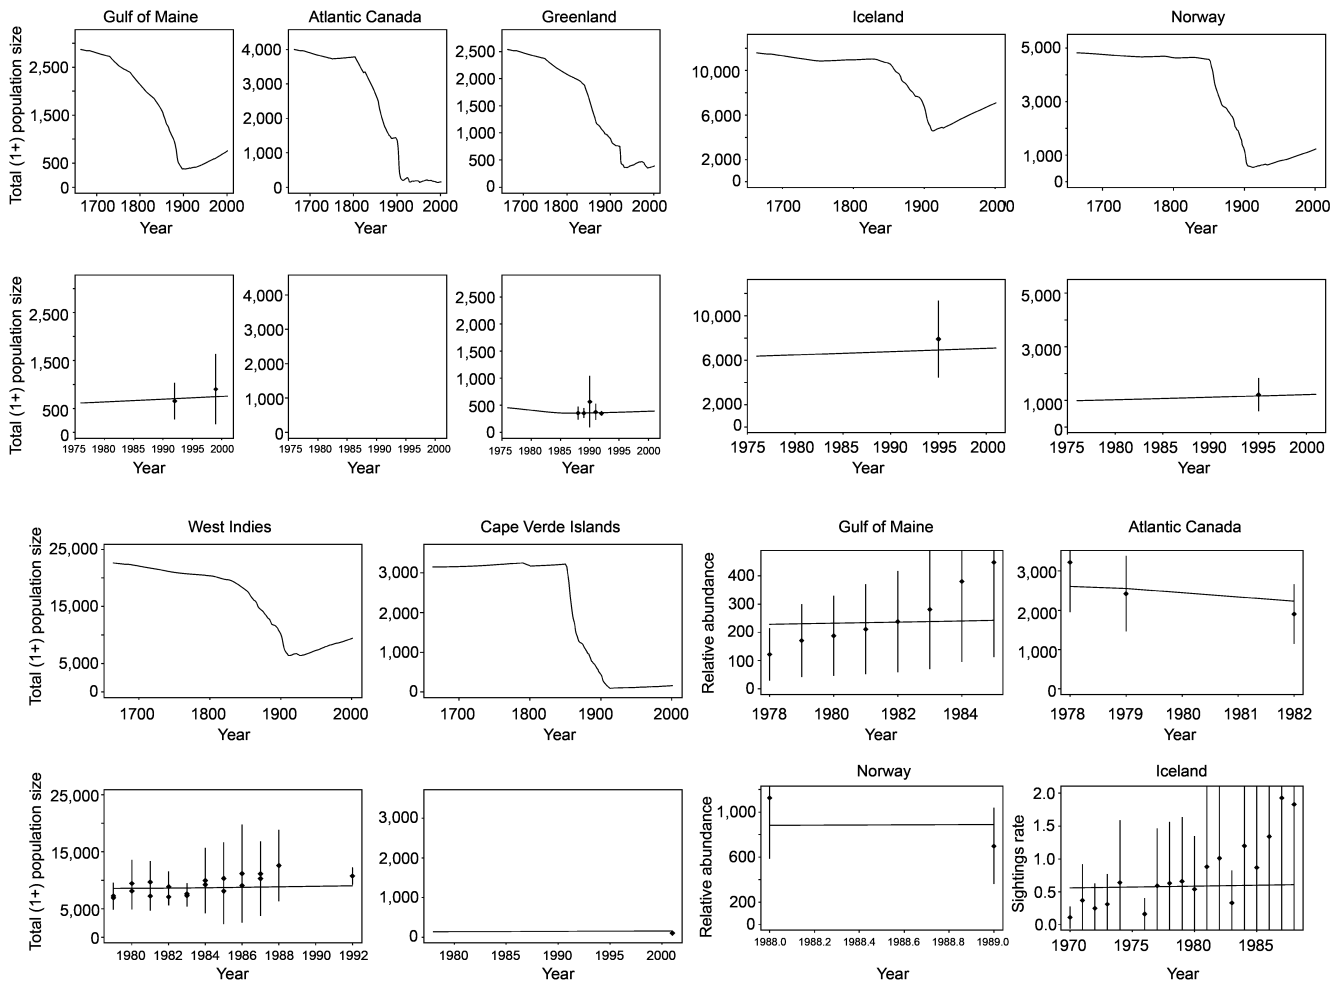 Gulf of Maine
Atlantic Canada
Greenland
Iceland
Norway
Total (1+) population size
2,500
1,500
500
0
1700 1800 1900 2000
Year
4,000
3,000
2,000
1,000
0
1700 1800 1900 2000
Year
2,500
2,000
1,500
1,000
500
0
1700 1800 1900 2000
Year
10,000
6,000
2,000
0
1700 1800 1900 2000
Year
5,000
3,000
1,000
0
1700 1800 1900 2000
Year
Total (1+) population size
2,500
1,500
500
0
1975 1980 1985 1990 1995 2000
Year
4,000
3,000
2,000
1,000
0
1975 1980 1985 1990 1995 2000
Year
2,500
2,000
1,500
1,000
500
0
1975 1980 1985 1990 1995 2000
Year
10,000
6,000
2,000
0
1975 1980 1985 1990 1995 2000
Year
5,000
3,000
1,000
0
1975 1980 1985 1990 1995 2000
Year
West Indies
Cape Verde Islands
Gulf of Maine
Atlantic Canada
Total (1+) population size
25,000
15,000
5,000
0
1700 1800 1900 2000
Year
3,000
2,000
1,000
0
1700 1800 1900 2000
Year
Relative abundance
400
300
200
100
0
1978 1980 1982 1984
Year
3,000
2,000
1,000
0
1978 1979 1980 1981 1982
Year
Norway
Iceland
Total (1+) population size
25,000
15,000
5,000
0
1980 1982 1984 1986 1988 1990 1992
Year
3,000
2,000
1,000
0
1980 1985 1990 1995 2000
Year
Relative abundance
1,000
600
200
0
1988.0 1988.2 1988.4 1988.6 1988.8 1989.0
Year
Sightings rate
2.0
1.5
1.0
0.5
0.0
1970 1975 1980 1985
Year